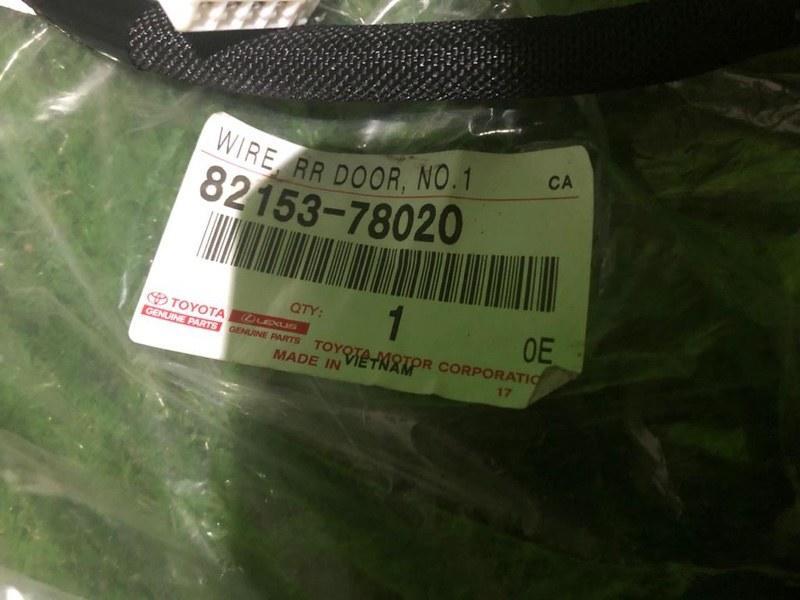 WIRE, RR DOOR, NO.1 CA
82153-78020
TOYOTA
GENUINE PARTS
LEXUS
GENUINE PARTS
QTY: 1 0E
TOYOTA MOTOR CORPORATIO
MADE IN VIETNAM
17